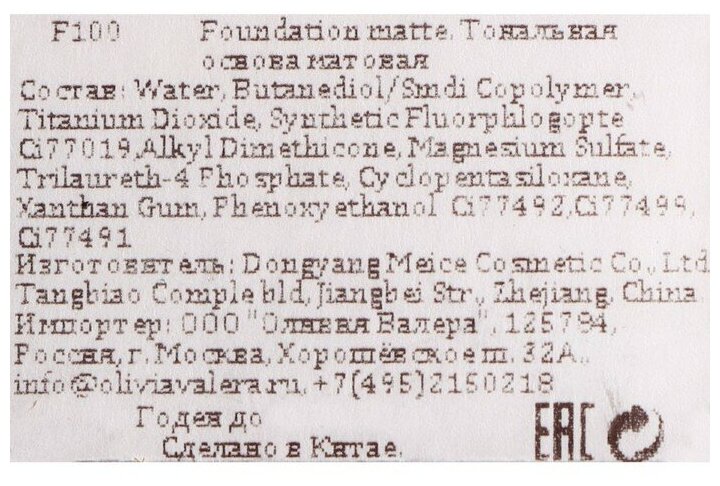 F100 Foundation matte. Тональная
основа матовая
Состав: Water, Butanediol/Smdi Copolymer,
Titanium Dioxide, Synthetic Fluorphlogopte
Ci77019,Alkyl Dimethicone, Magnesium Sulfate,
Trilaureth-4 Phosphate, Cyclopentasiloxane,
Xanthan Gum, Phenoxyethanol Ci77492,Ci77499,
Ci77491
Изготовитель: Dongyang Meice Cosmetic Co., Ltd
Tangbiao Comple bld, Jiangbei Str., Zhejiang, China
Импортер: ООО "Оливия Валера", 125784,
Россия, г. Москва, Хорошёвское ш. 32А.,
info@oliviavalera.ru, +7(495)2150218
Годен до
Сделано в Китае.
EAC